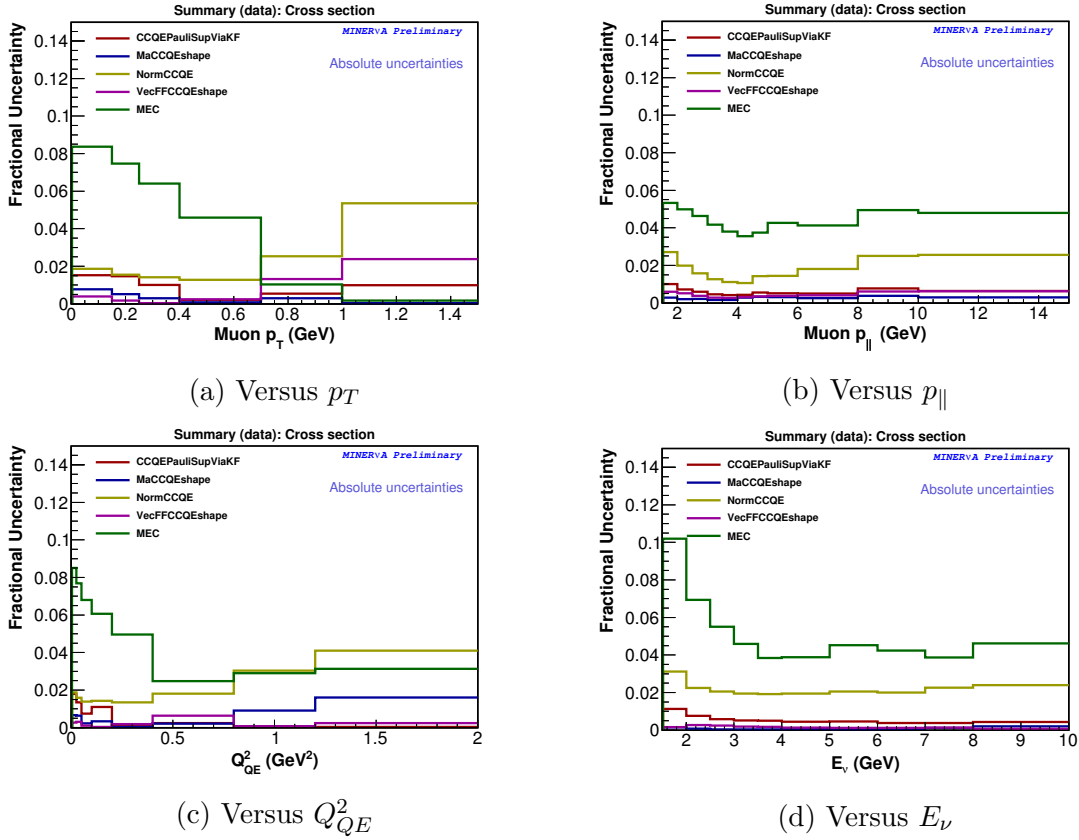 Summary (data): Cross section
MINERνA Preliminary
Absolute uncertainties
CCQEPauliSupViaKF
MaCCQEshape
NormCCQE
VecFFCCQEshape
MEC
Fractional Uncertainty
0.14
0.12
0.1
0.08
0.06
0.04
0.02
0
0 0.2 0.4 0.6 0.8 1 1.2 1.4
Muon p_T (GeV)
(a) Versus p_T
Summary (data): Cross section
MINERνA Preliminary
Absolute uncertainties
CCQEPauliSupViaKF
MaCCQEshape
NormCCQE
VecFFCCQEshape
MEC
Fractional Uncertainty
0.14
0.12
0.1
0.08
0.06
0.04
0.02
0
2 4 6 8 10 12 14
Muon p_|| (GeV)
(b) Versus p_∥
Summary (data): Cross section
MINERνA Preliminary
Absolute uncertainties
CCQEPauliSupViaKF
MaCCQEshape
NormCCQE
VecFFCCQEshape
MEC
Fractional Uncertainty
0.14
0.12
0.1
0.08
0.06
0.04
0.02
0
0 0.5 1 1.5 2
Q²_QE (GeV²)
(c) Versus Q²_QE
Summary (data): Cross section
MINERνA Preliminary
Absolute uncertainties
CCQEPauliSupViaKF
MaCCQEshape
NormCCQE
VecFFCCQEshape
MEC
Fractional Uncertainty
0.14
0.12
0.1
0.08
0.06
0.04
0.02
0
2 3 4 5 6 7 8 9 10
E_ν (GeV)
(d) Versus E_ν